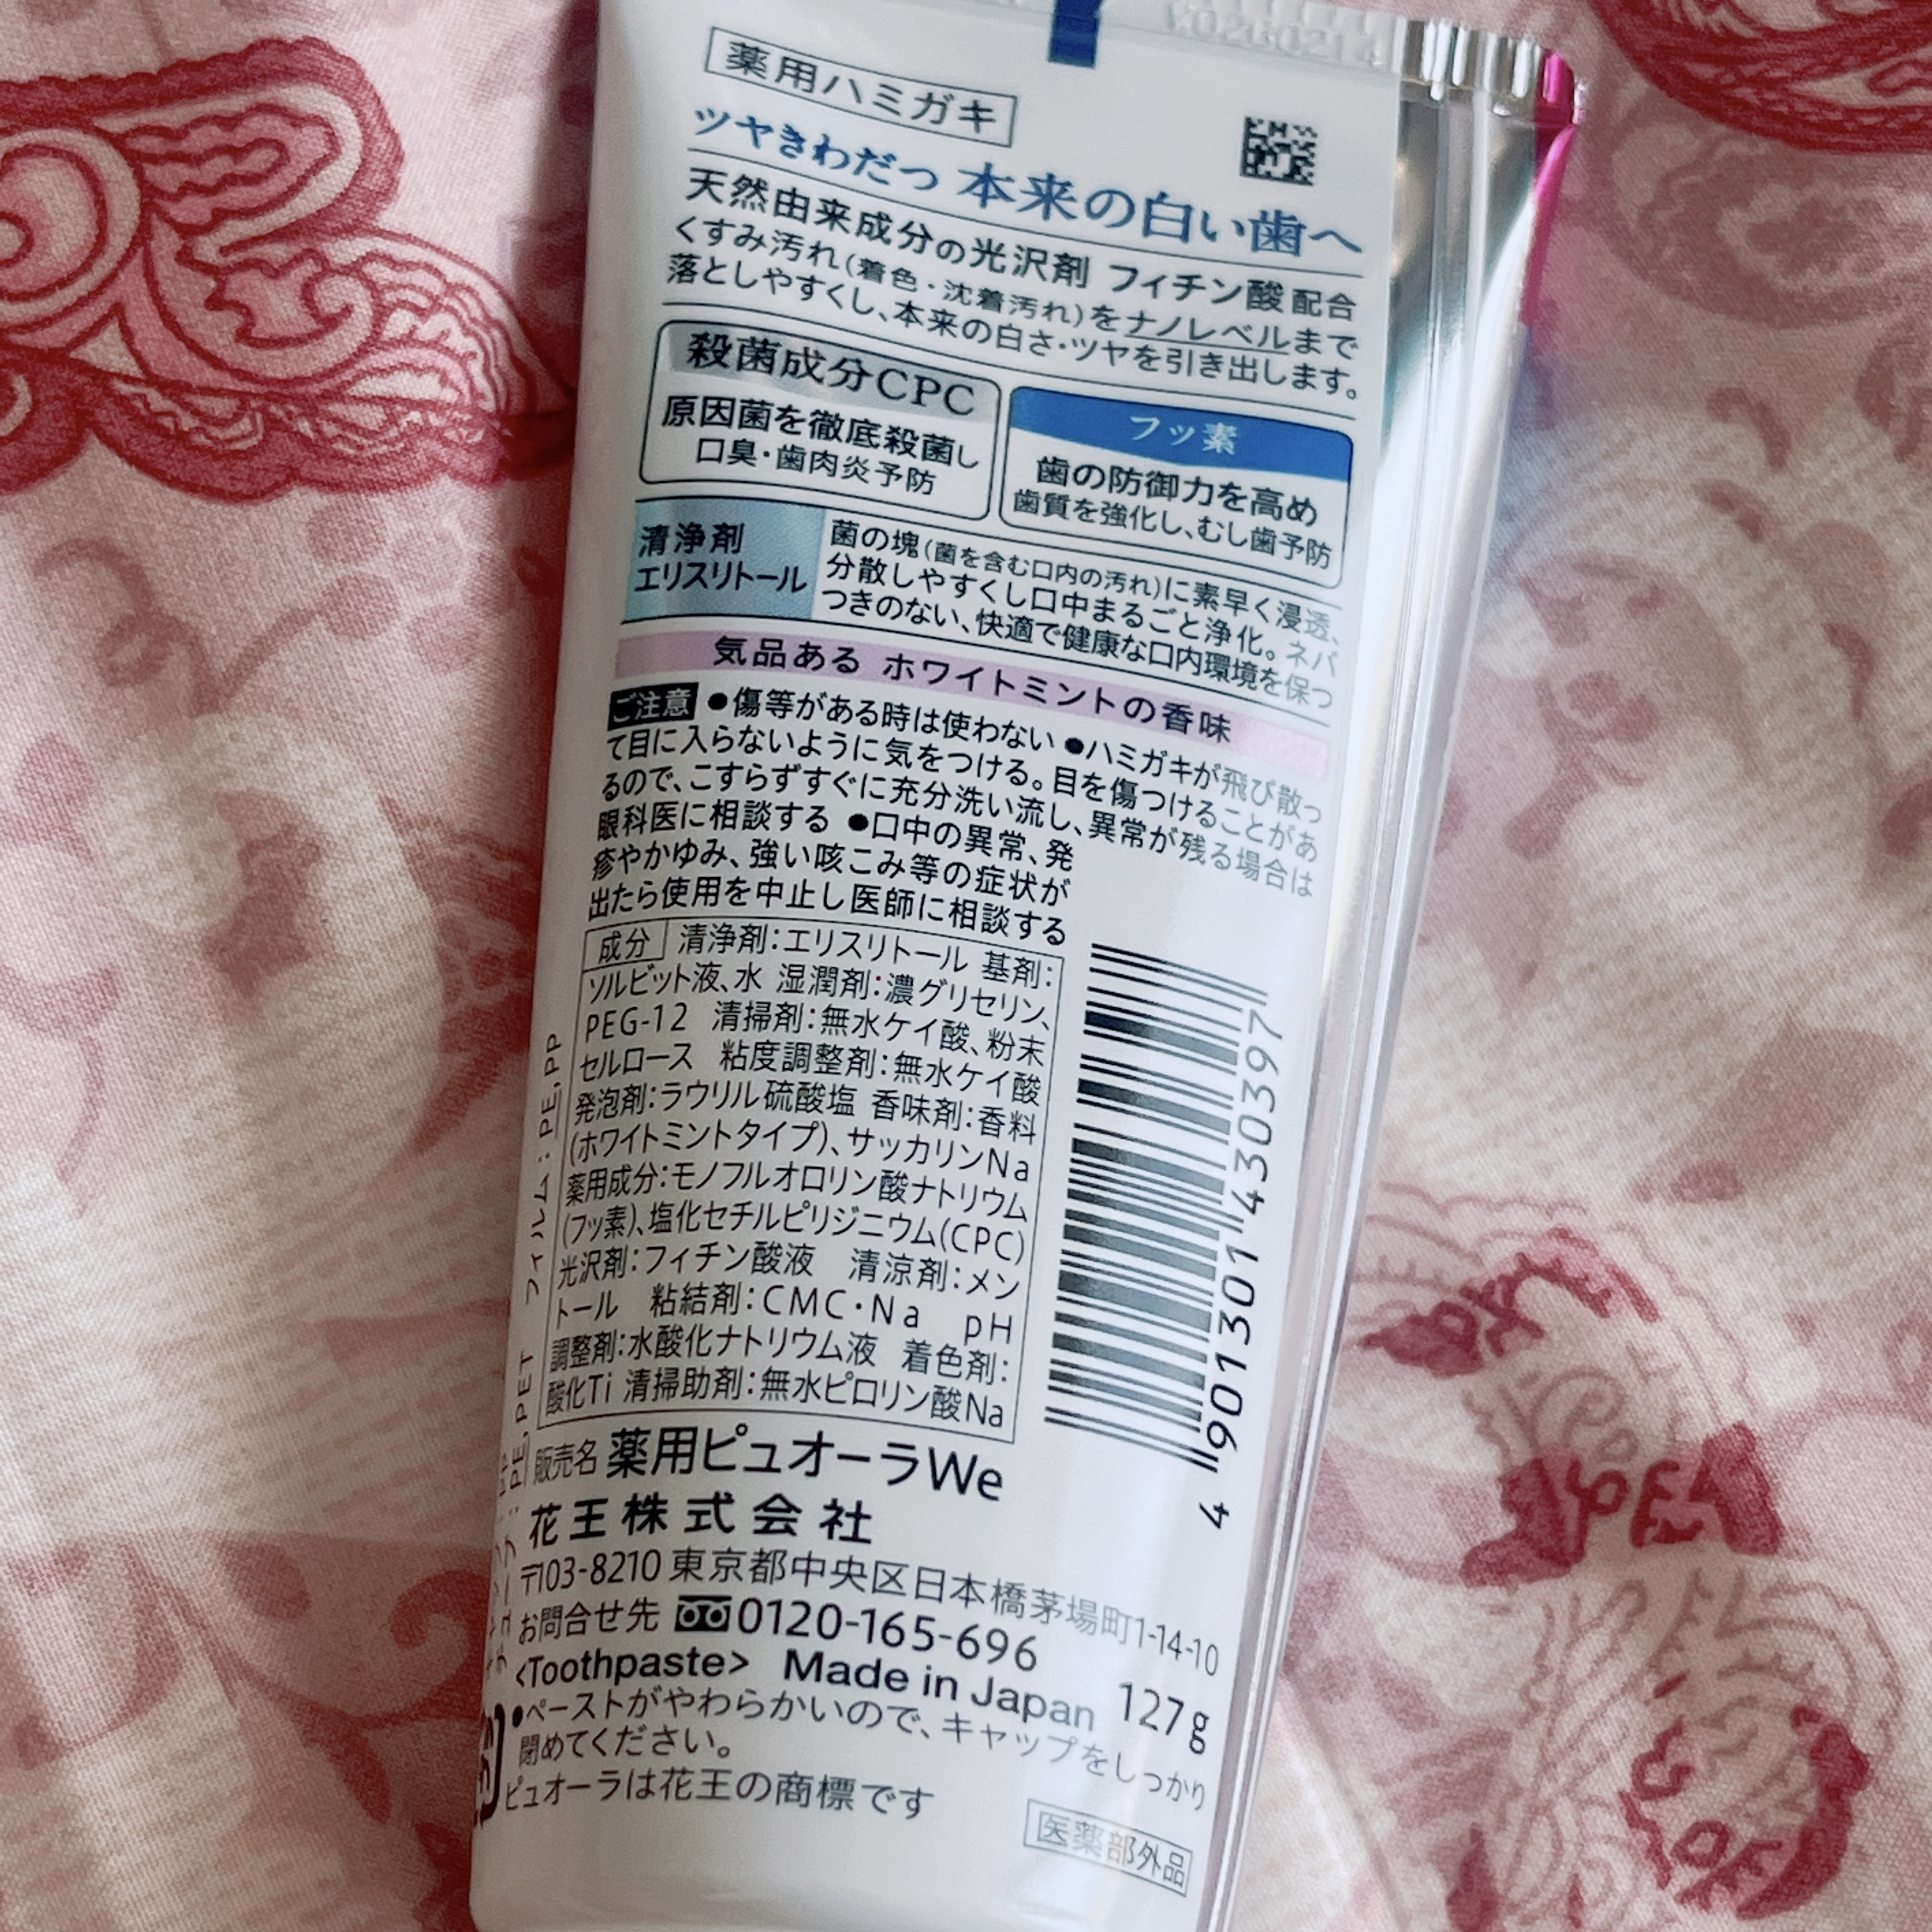 薬用ハミガキ
ツヤきわだつ 本来の白い歯へ
天然由来成分の光沢剤 フィチン酸 配合
くすみ汚れ(着色・沈着汚れ)をナノレベルまで
落としやすくし、本来の白さ・ツヤを引き出します。
殺菌成分CPC
原因菌を徹底殺菌し
口臭・歯肉炎予防
フッ素
歯の防御力を高め
歯質を強化し、むし歯予防
清浄剤
エリスリトール
菌の塊(菌を含む口内の汚れ)に素早く浸透、
分散しやすくし口中まるごと浄化。ネバ
つきのない、快適で健康な口内環境を保つ
気品ある ホワイトミントの香味
ご注意 ●傷等がある時は使わない ●ハミガキが飛び散っ
て目に入らないように気をつける。目を傷つけることがあ
るので、こすらずすぐに充分洗い流し、異常が残る場合は
眼科医に相談する ●口中の異常、発
疹やかゆみ、強い咳こみ等の症状が
出たら使用を中止し医師に相談する
成分 清浄剤:エリスリトール 基剤:
ソルビット液、水 湿潤剤:濃グリセリン、
PEG-12 清掃剤:無水ケイ酸、粉末
セルロース 粘度調整剤:無水ケイ酸
発泡剤:ラウリル硫酸塩 香味剤:香料
(ホワイトミントタイプ)、サッカリンNa
薬用成分:モノフルオロリン酸ナトリウム
(フッ素)、塩化セチルピリジニウム(CPC)
光沢剤:フィチン酸液 清涼剤:メン
トール 粘結剤:CMC・Na pH
調整剤:水酸化ナトリウム液 着色剤:
酸化Ti 清掃助剤:無水ピロリン酸Na
4 901301 430397
フィルム:PE,PP
PE,PET
販売名 薬用ピュオーラWe
花王株式会社
〒103-8210 東京都中央区日本橋茅場町1-14-10
お問合せ先 0120-165-696
<Toothpaste> Made in Japan 127g
•ペーストがやわらかいので、キャップをしっかり
閉めてください。
ピュオーラは花王の商標です
医薬部外品